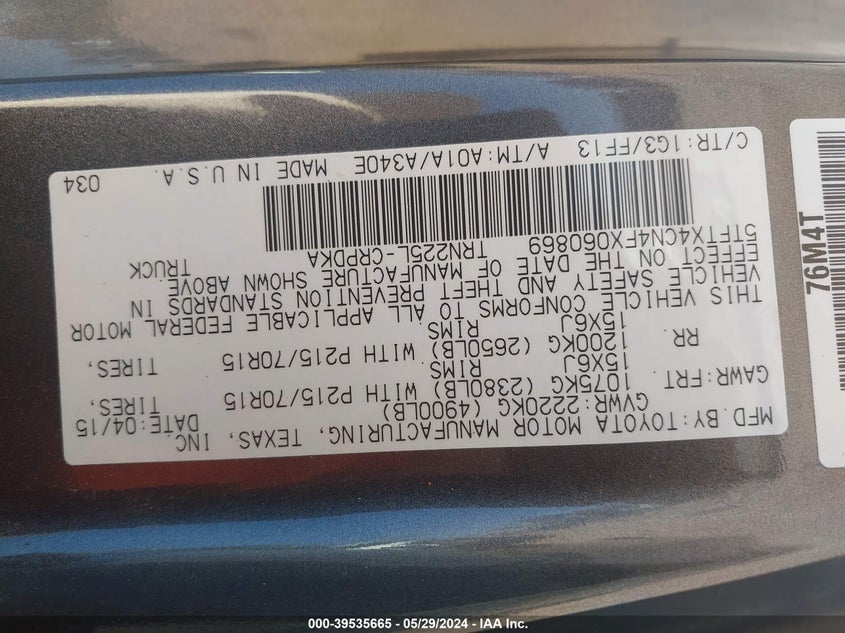 MFD.BY:TOYOTA MOTOR MANUFACTURING, TEXAS, INC.
GVWR:2220KG (4900LB) DATE:04/15
GAWR:FRT. 1075KG (2380LB) WITH P215/70R15 TIRES,
15X6J RIMS
RR. 1200KG (2650LB) WITH P215/70R15 TIRES,
15X6J RIMS
THIS VEHICLE CONFORMS TO ALL APPLICABLE FEDERAL MOTOR
VEHICLE SAFETY AND THEFT PREVENTION STANDARDS IN
EFFECT ON THE DATE OF MANUFACTURE SHOWN ABOVE.
5TFTX4CN4FX060869 TRUCK
TRN225L-CRPDKA
C/TR:1G3/FF13 A/TM:A01A/A340E MADE IN U.S.A. 034
76M4T
000-39535665 - 05/29/2024 - IAA Inc.